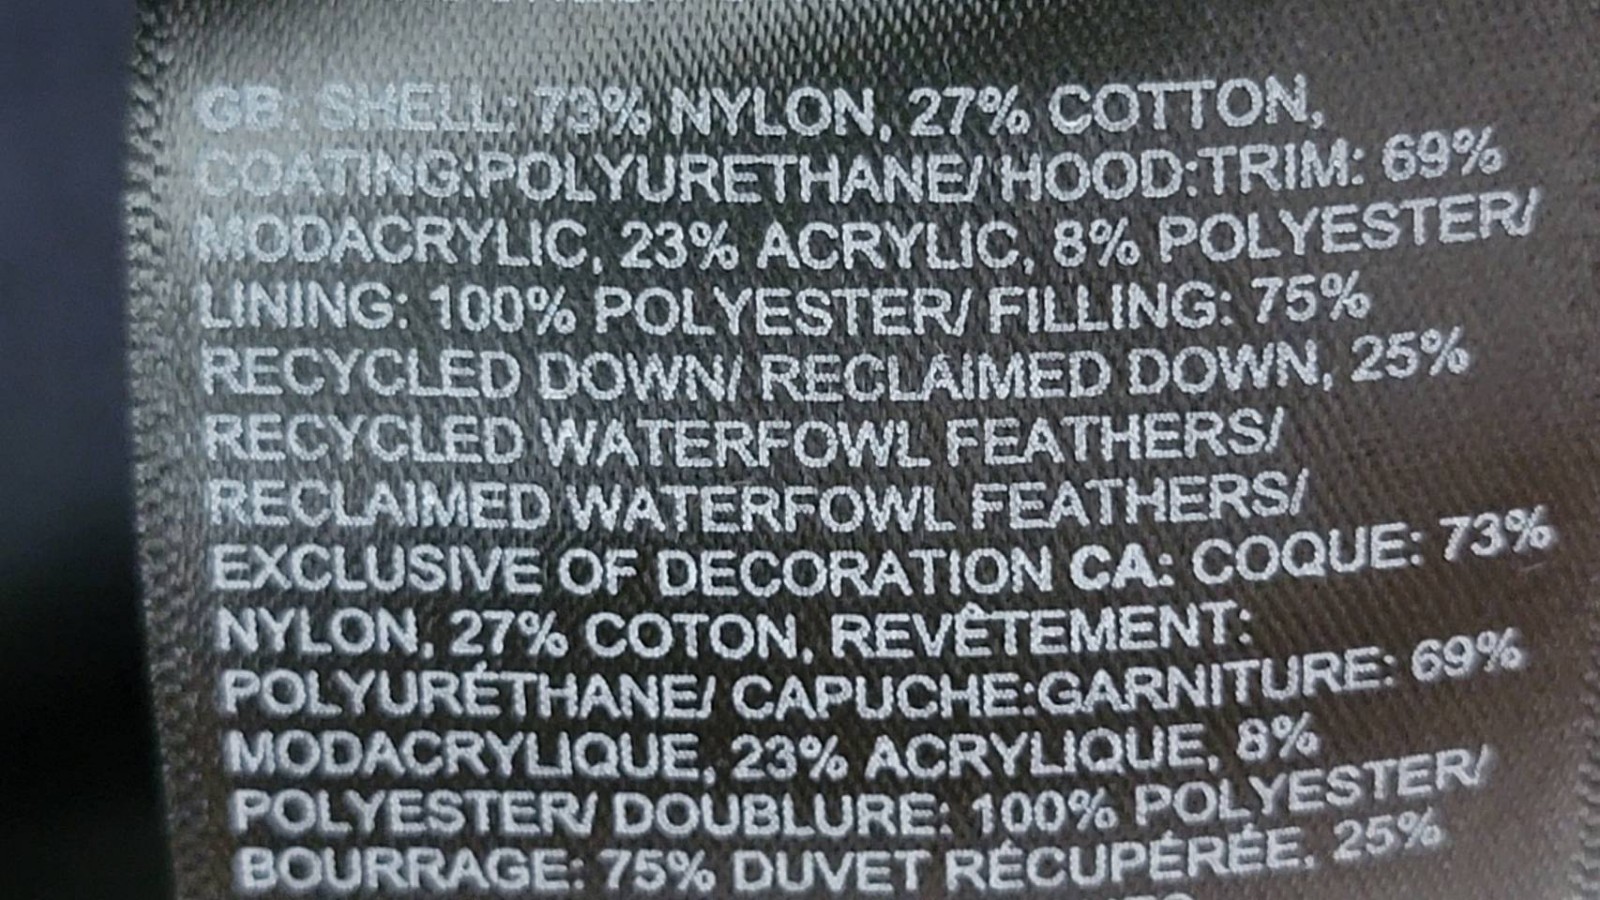 GB: SHELL: 73% NYLON, 27% COTTON,
COATING:POLYURETHANE/ HOOD:TRIM: 69%
MODACRYLIC, 23% ACRYLIC, 8% POLYESTER/
LINING: 100% POLYESTER/ FILLING: 75%
RECYCLED DOWN/ RECLAIMED DOWN, 25%
RECYCLED WATERFOWL FEATHERS/
RECLAIMED WATERFOWL FEATHERS/
EXCLUSIVE OF DECORATION CA: COQUE: 73%
NYLON, 27% COTON, REVÊTEMENT:
POLYURÉTHANE/ CAPUCHE:GARNITURE: 69%
MODACRYLIQUE, 23% ACRYLIQUE, 8%
POLYESTER/ DOUBLURE: 100% POLYESTER/
BOURRAGE: 75% DUVET RÉCUPÉRÉE, 25%